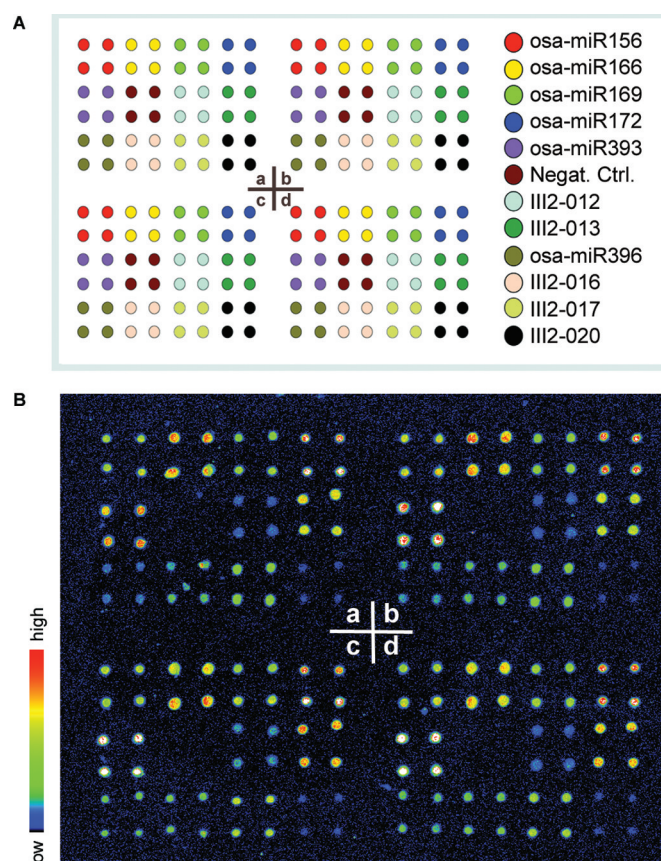 A
osa-miR156
osa-miR166
osa-miR169
osa-miR172
osa-miR393
Negat. Ctrl.
III2-012
III2-013
osa-miR396
III2-016
III2-017
III2-020
a b
c d
B
high
low
a b
c d